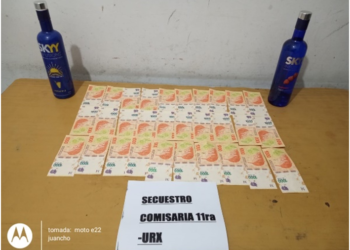 SKYY
SKYY
SECUESTRO
COMISARIA 11ra
-URX
tomada: moto e22
juancho